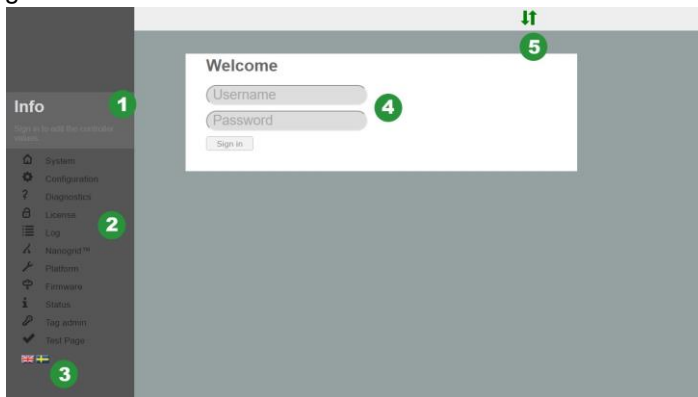 Info
1
Sign in to edit the controller
values.
System
Configuration
Diagnostics
License
Log
2
Nanogrid™
Platform
Firmware
Status
Tag admin
Test Page
3
Welcome
Username
Password
4
Sign in
5